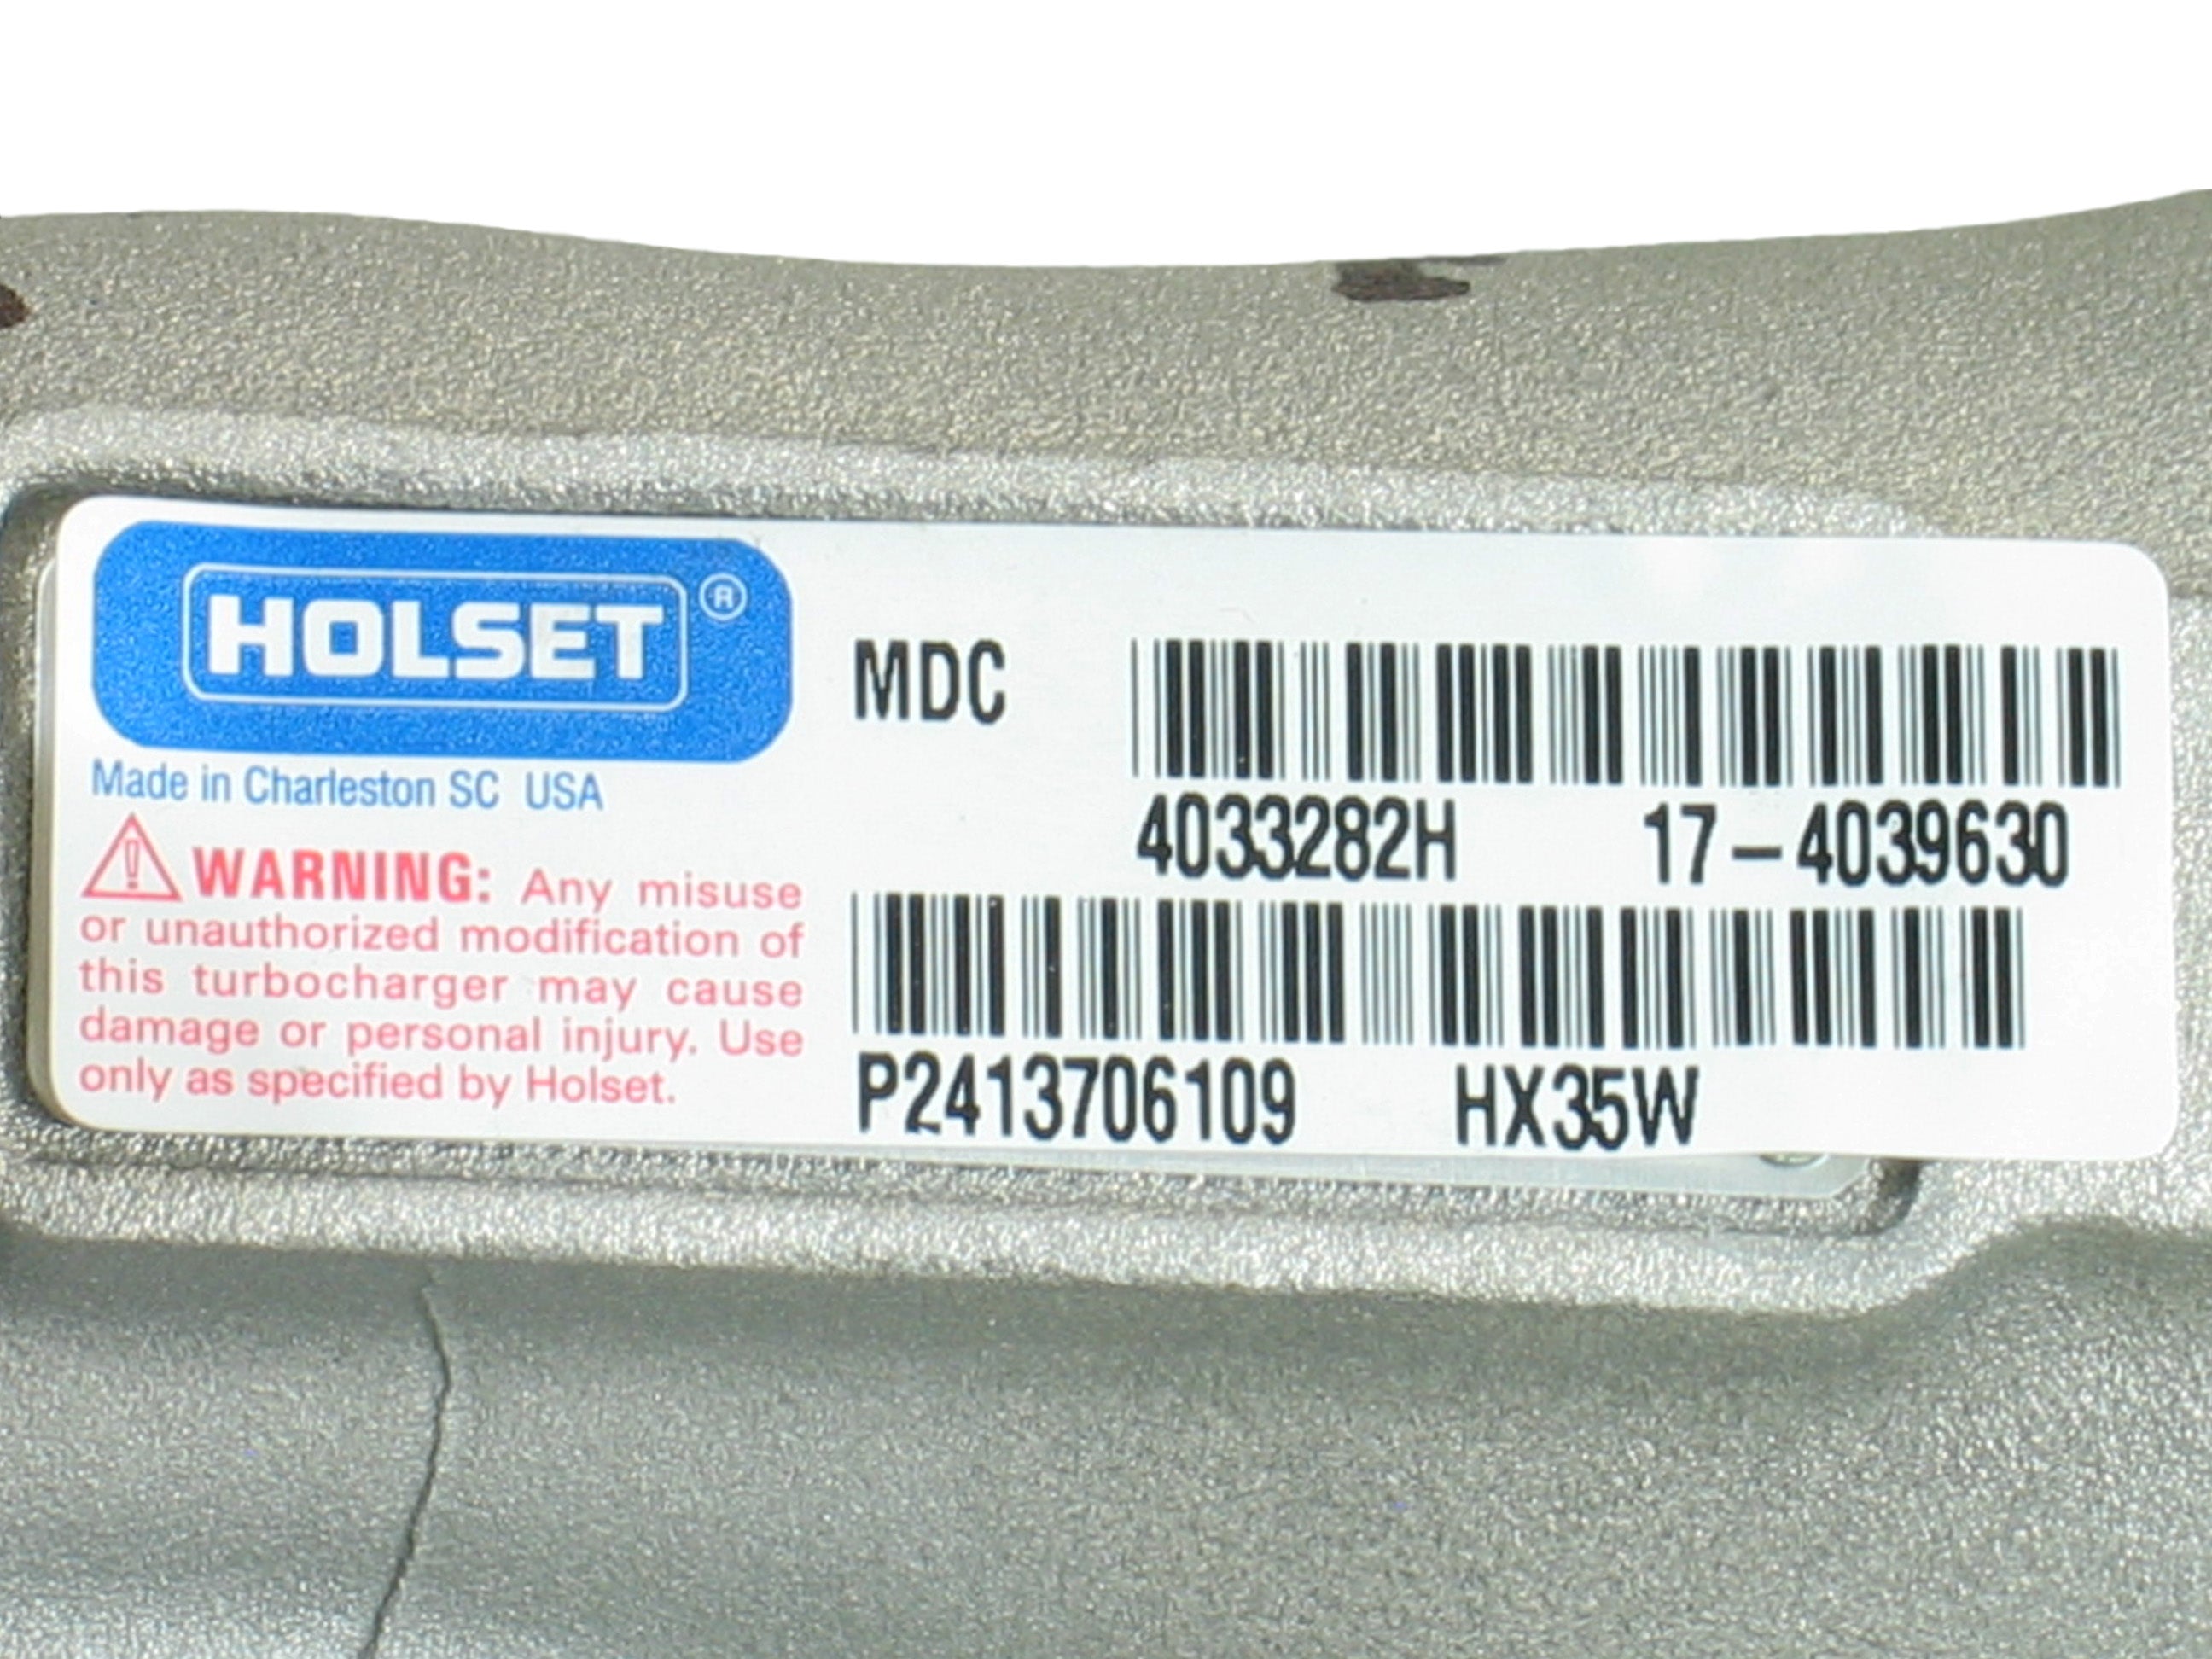 HOLSET®
Made in Charleston SC USA
WARNING: Any misuse
or unauthorized modification of
this turbocharger may cause
damage or personal injury. Use
only as specified by Holset.
MDC
4033282H 17-4039630
P2413706109 HX35W